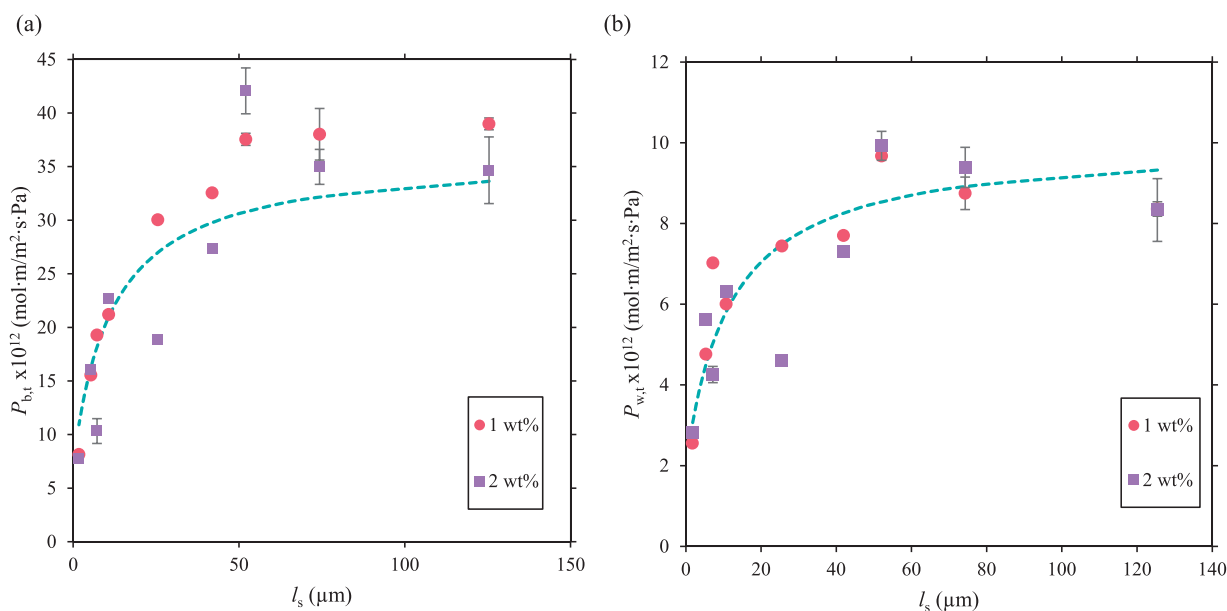 (a)
P_b,t x10^12 (mol·m/m²·s·Pa)
45
40
35
30
25
20
15
10
5
0
0 50 100 150
l_s (µm)
1 wt%
2 wt%
(b)
P_w,t x10^12 (mol·m/m²·s·Pa)
12
10
8
6
4
2
0
0 20 40 60 80 100 120 140
l_s (µm)
1 wt%
2 wt%